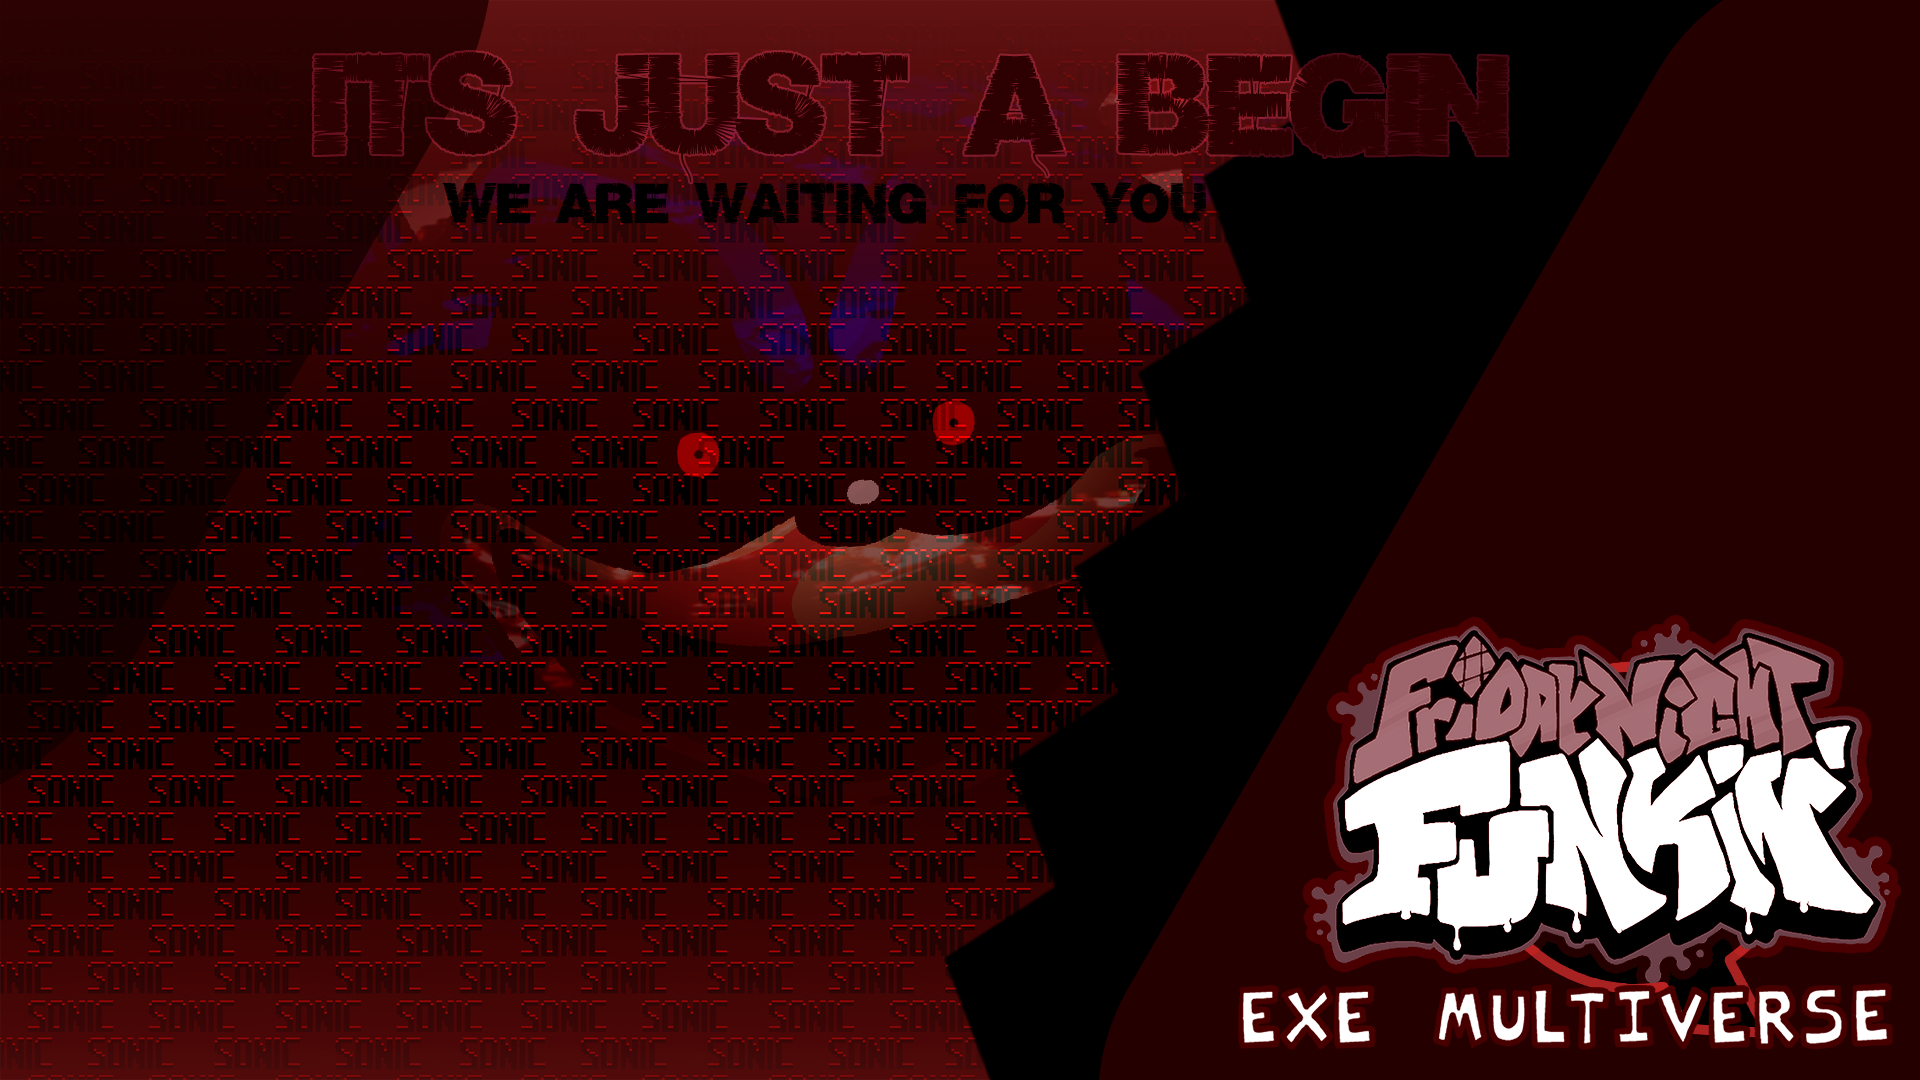 ITS JUST A BEGIN
WE ARE WAITING FOR YOU
SONIC SONIC SONIC SONIC SONIC SONIC SONIC SONIC SONIC SONIC
FRIDAY NIGHT
FUNKIN'
EXE MULTIVERSE